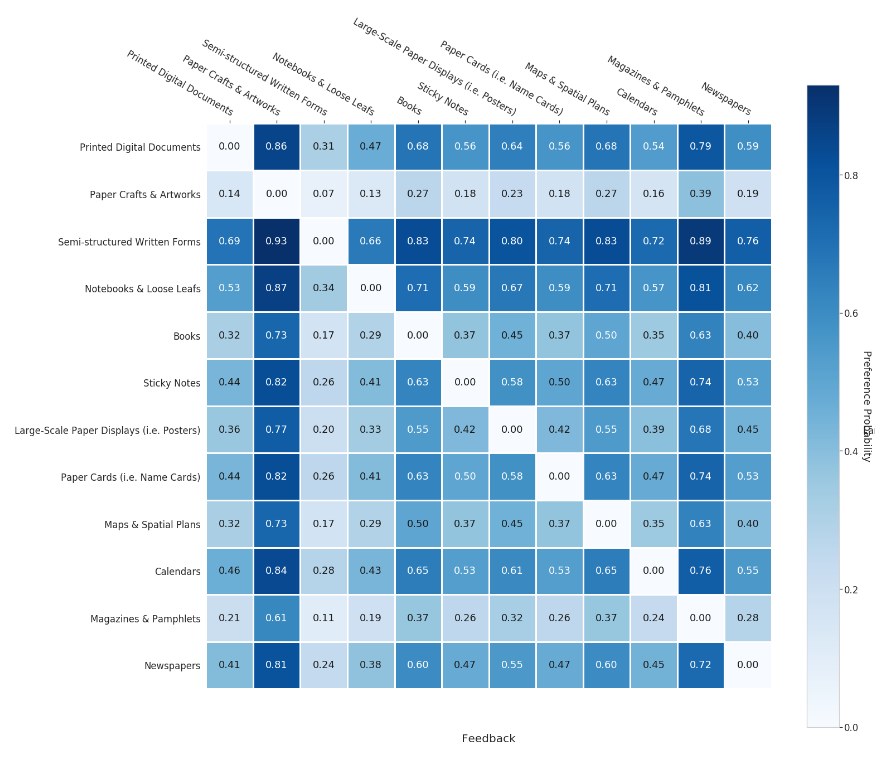 Printed Digital Documents
Paper Crafts & Artworks
Semi-structured Written Forms
Notebooks & Loose Leafs
Books
Sticky Notes
Large-Scale Paper Displays (i.e. Posters)
Paper Cards (i.e. Name Cards)
Maps & Spatial Plans
Calendars
Magazines & Pamphlets
Newspapers
Printed Digital Documents 0.00 0.86 0.31 0.47 0.68 0.56 0.64 0.56 0.68 0.54 0.79 0.59
Paper Crafts & Artworks 0.14 0.00 0.07 0.13 0.27 0.18 0.23 0.18 0.27 0.16 0.39 0.19
Semi-structured Written Forms 0.69 0.93 0.00 0.66 0.83 0.74 0.80 0.74 0.83 0.72 0.89 0.76
Notebooks & Loose Leafs 0.53 0.87 0.34 0.00 0.71 0.59 0.67 0.59 0.71 0.57 0.81 0.62
Books 0.32 0.73 0.17 0.29 0.00 0.37 0.45 0.37 0.50 0.35 0.63 0.40
Sticky Notes 0.44 0.82 0.26 0.41 0.63 0.00 0.58 0.50 0.63 0.47 0.74 0.53
Large-Scale Paper Displays (i.e. Posters) 0.36 0.77 0.20 0.33 0.55 0.42 0.00 0.42 0.55 0.39 0.68 0.45
Paper Cards (i.e. Name Cards) 0.44 0.82 0.26 0.41 0.63 0.50 0.58 0.00 0.63 0.47 0.74 0.53
Maps & Spatial Plans 0.32 0.73 0.17 0.29 0.50 0.37 0.45 0.37 0.00 0.35 0.63 0.40
Calendars 0.46 0.84 0.28 0.43 0.65 0.53 0.61 0.53 0.65 0.00 0.76 0.55
Magazines & Pamphlets 0.21 0.61 0.11 0.19 0.37 0.26 0.32 0.26 0.37 0.24 0.00 0.28
Newspapers 0.41 0.81 0.24 0.38 0.60 0.47 0.55 0.47 0.60 0.45 0.72 0.00
Feedback
0.8
0.6
0.4
0.2
0.0
Preference Probability